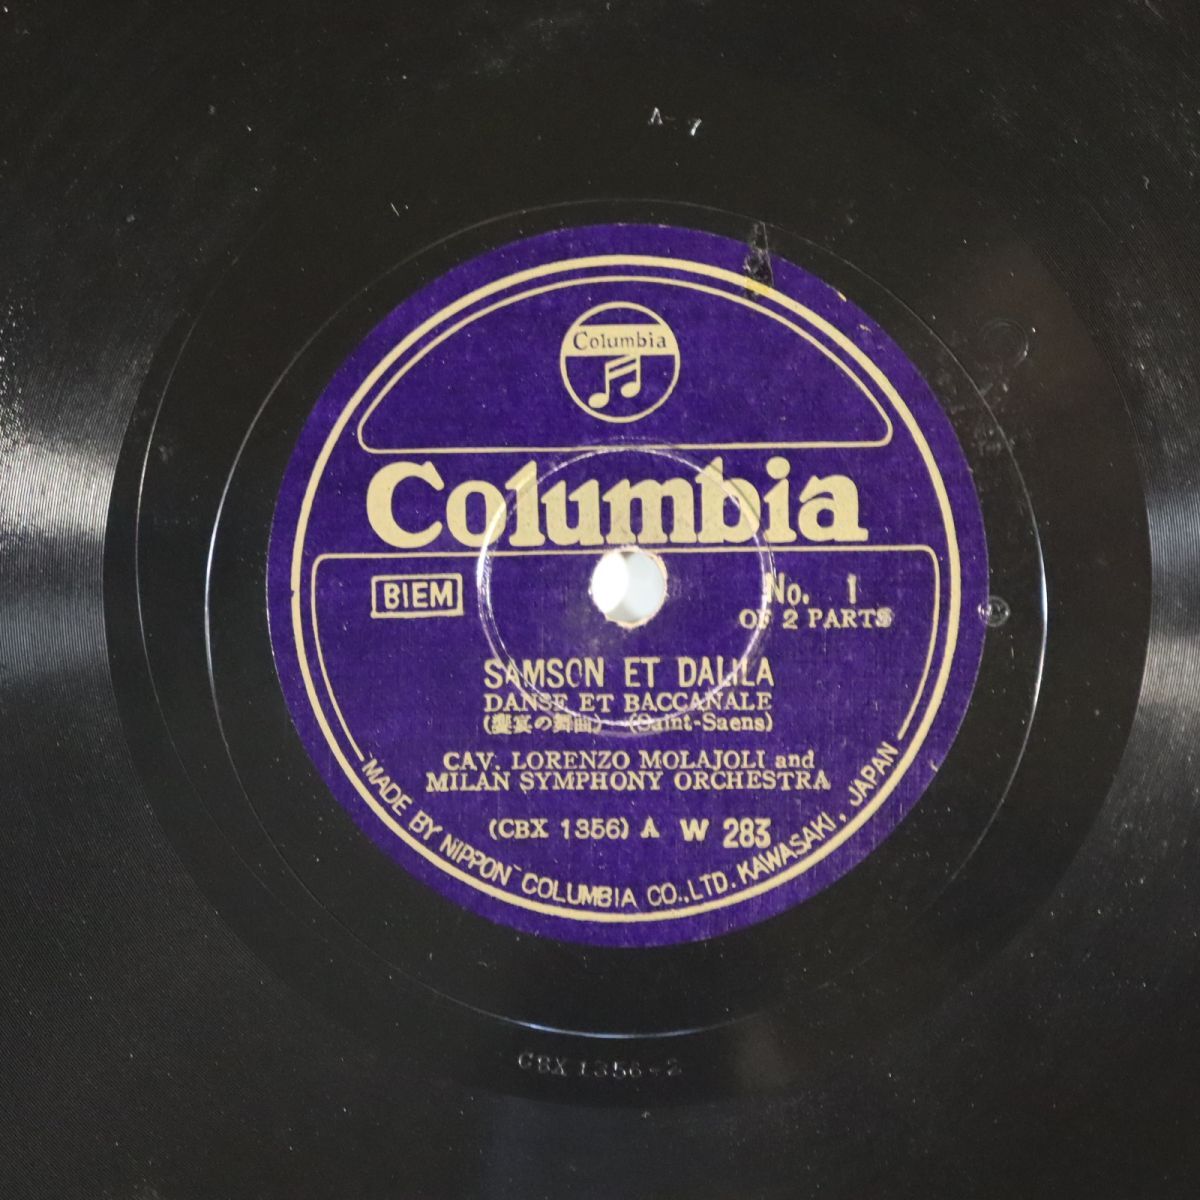 A-7
Columbia
Columbia
BIEM
No. 1
OF 2 PARTS
SAMSON ET DALILA
DANSE ET BACCANALE
(饗宴の舞曲) (Saint-Saens)
CAV. LORENZO MOLAJOLI and
MILAN SYMPHONY ORCHESTRA
(CBX 1356) A W 283
MADE BY NIPPON COLUMBIA CO., LTD. KAWASAKI, JAPAN
CBX 1356-2